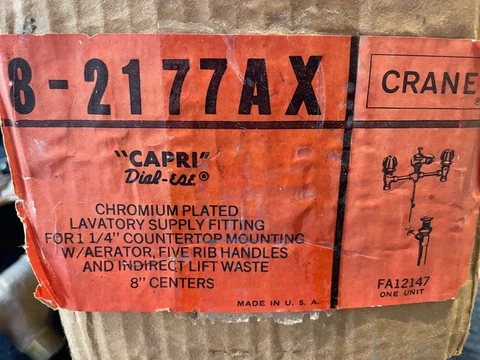 8-2177AX
CRANE®
"CAPRI"
Dial-ese®
CHROMIUM PLATED
LAVATORY SUPPLY FITTING
FOR 1 1/4" COUNTERTOP MOUNTING
W/AERATOR, FIVE RIB HANDLES
AND INDIRECT LIFT WASTE
8" CENTERS
MADE IN U.S.A.
FA12147
ONE UNIT